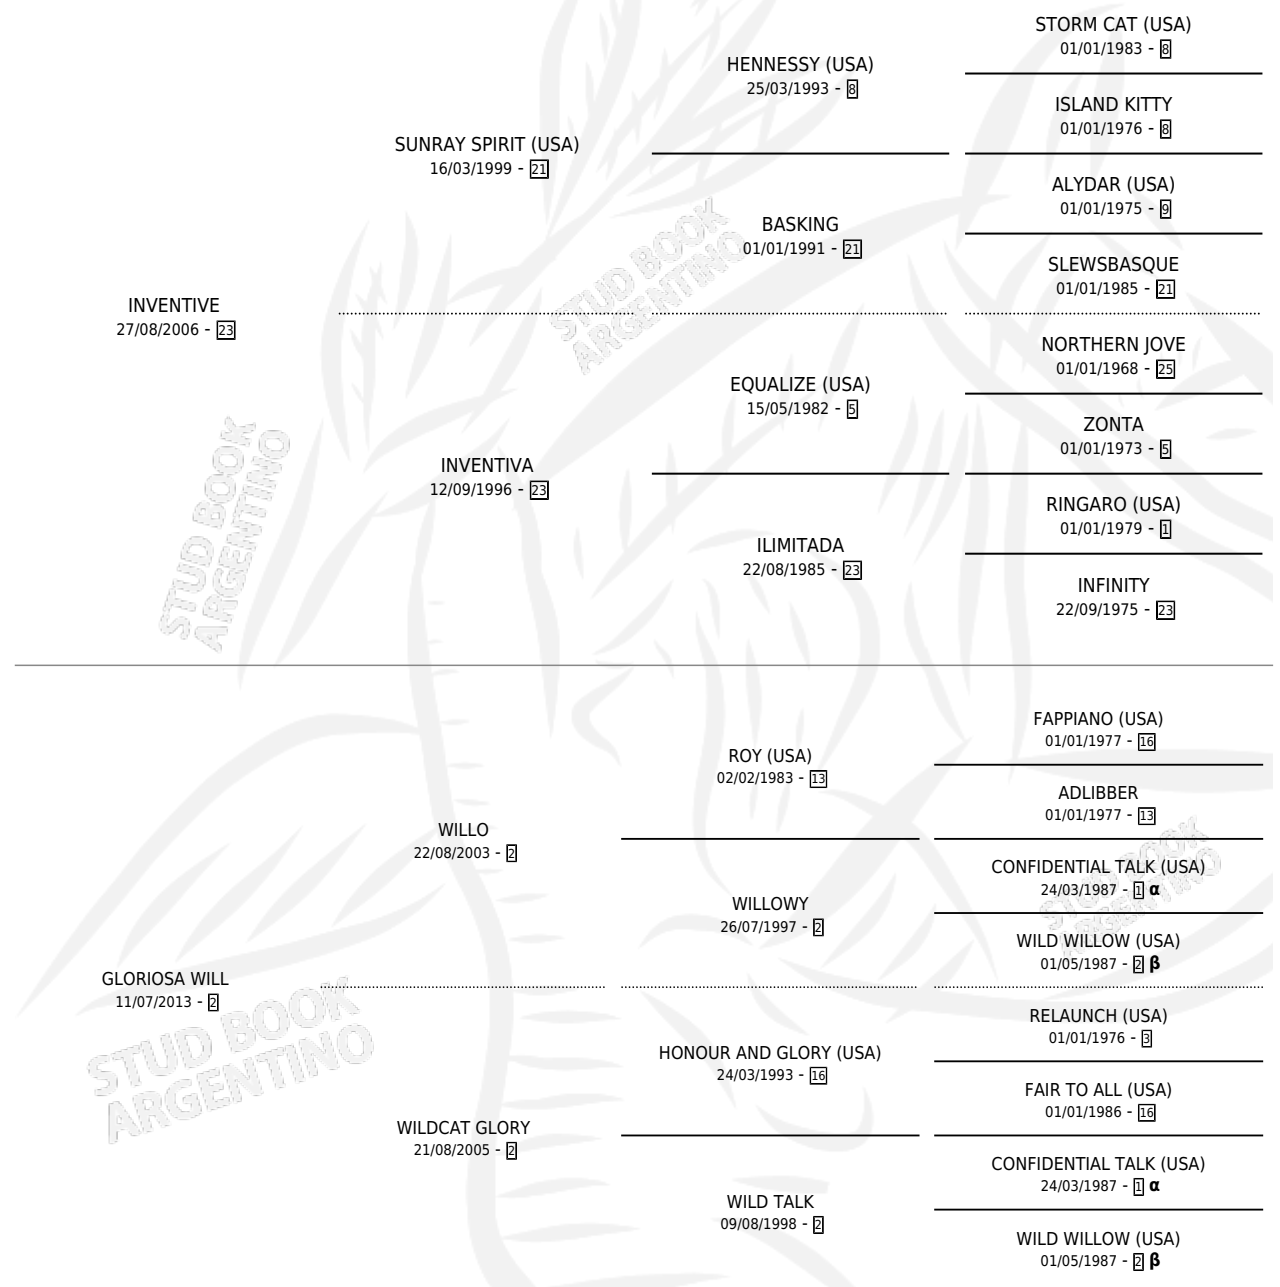 STORM CAT (USA)
01/01/1983 - 8
HENNESSY (USA)
25/03/1993 - 8
ISLAND KITTY
01/01/1976 - 8
SUNRAY SPIRIT (USA)
16/03/1999 - 21
ALYDAR (USA)
01/01/1975 - 9
BASKING
01/01/1991 - 21
SLEWSBASQUE
01/01/1985 - 21
INVENTIVE
27/08/2006 - 23
NORTHERN JOVE
01/01/1968 - 25
EQUALIZE (USA)
15/05/1982 - 5
ZONTA
01/01/1973 - 5
INVENTIVA
12/09/1996 - 23
RINGARO (USA)
01/01/1979 - 1
ILIMITADA
22/08/1985 - 23
INFINITY
22/09/1975 - 23
STUD BOOK
ARGENTINO
STUD BOOK
ARGENTINO
FAPPIANO (USA)
01/01/1977 - 16
ROY (USA)
02/02/1983 - 13
ADLIBBER
01/01/1977 - 13
WILLO
22/08/2003 - 2
CONFIDENTIAL TALK (USA)
24/03/1987 - 1 α
WILLOWY
26/07/1997 - 2
WILD WILLOW (USA)
01/05/1987 - 2 β
GLORIOSA WILL
11/07/2013 - 2
RELAUNCH (USA)
01/01/1976 - 3
HONOUR AND GLORY (USA)
24/03/1993 - 16
FAIR TO ALL (USA)
01/01/1986 - 16
WILDCAT GLORY
21/08/2005 - 2
CONFIDENTIAL TALK (USA)
24/03/1987 - 1 α
WILD TALK
09/08/1998 - 2
WILD WILLOW (USA)
01/05/1987 - 2 β
STUD BOOK
ARGENTINO
STUD BOOK
ARGENTINO